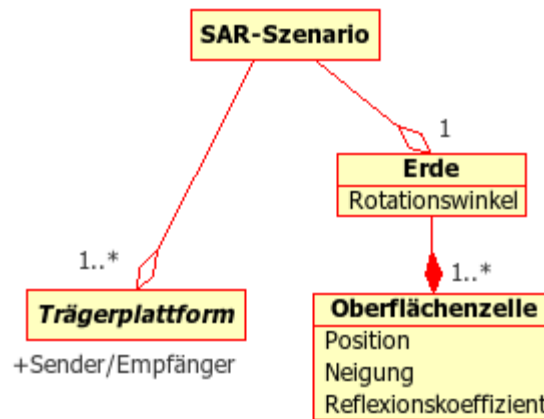 SAR-Szenario
1
Erde
Rotationswinkel
1..*
1..*
Trägerplattform
+Sender/Empfänger
Oberflächenzelle
Position
Neigung
Reflexionskoeffizient